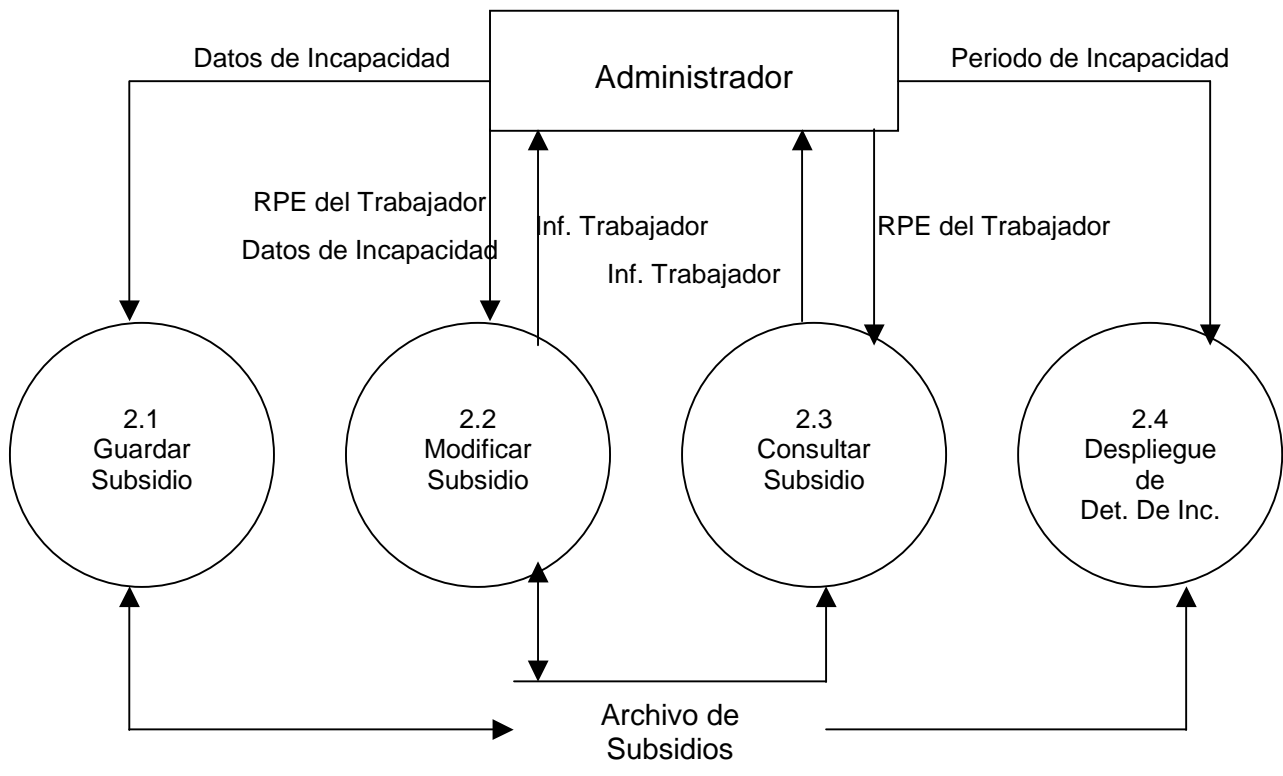 Datos de Incapacidad
Administrador
Periodo de Incapacidad
RPE del Trabajador
Datos de Incapacidad
Inf. Trabajador
Inf. Trabajador
RPE del Trabajador
2.1
Guardar
Subsidio
2.2
Modificar
Subsidio
2.3
Consultar
Subsidio
2.4
Despliegue
de
Det. De Inc.
Archivo de
Subsidios